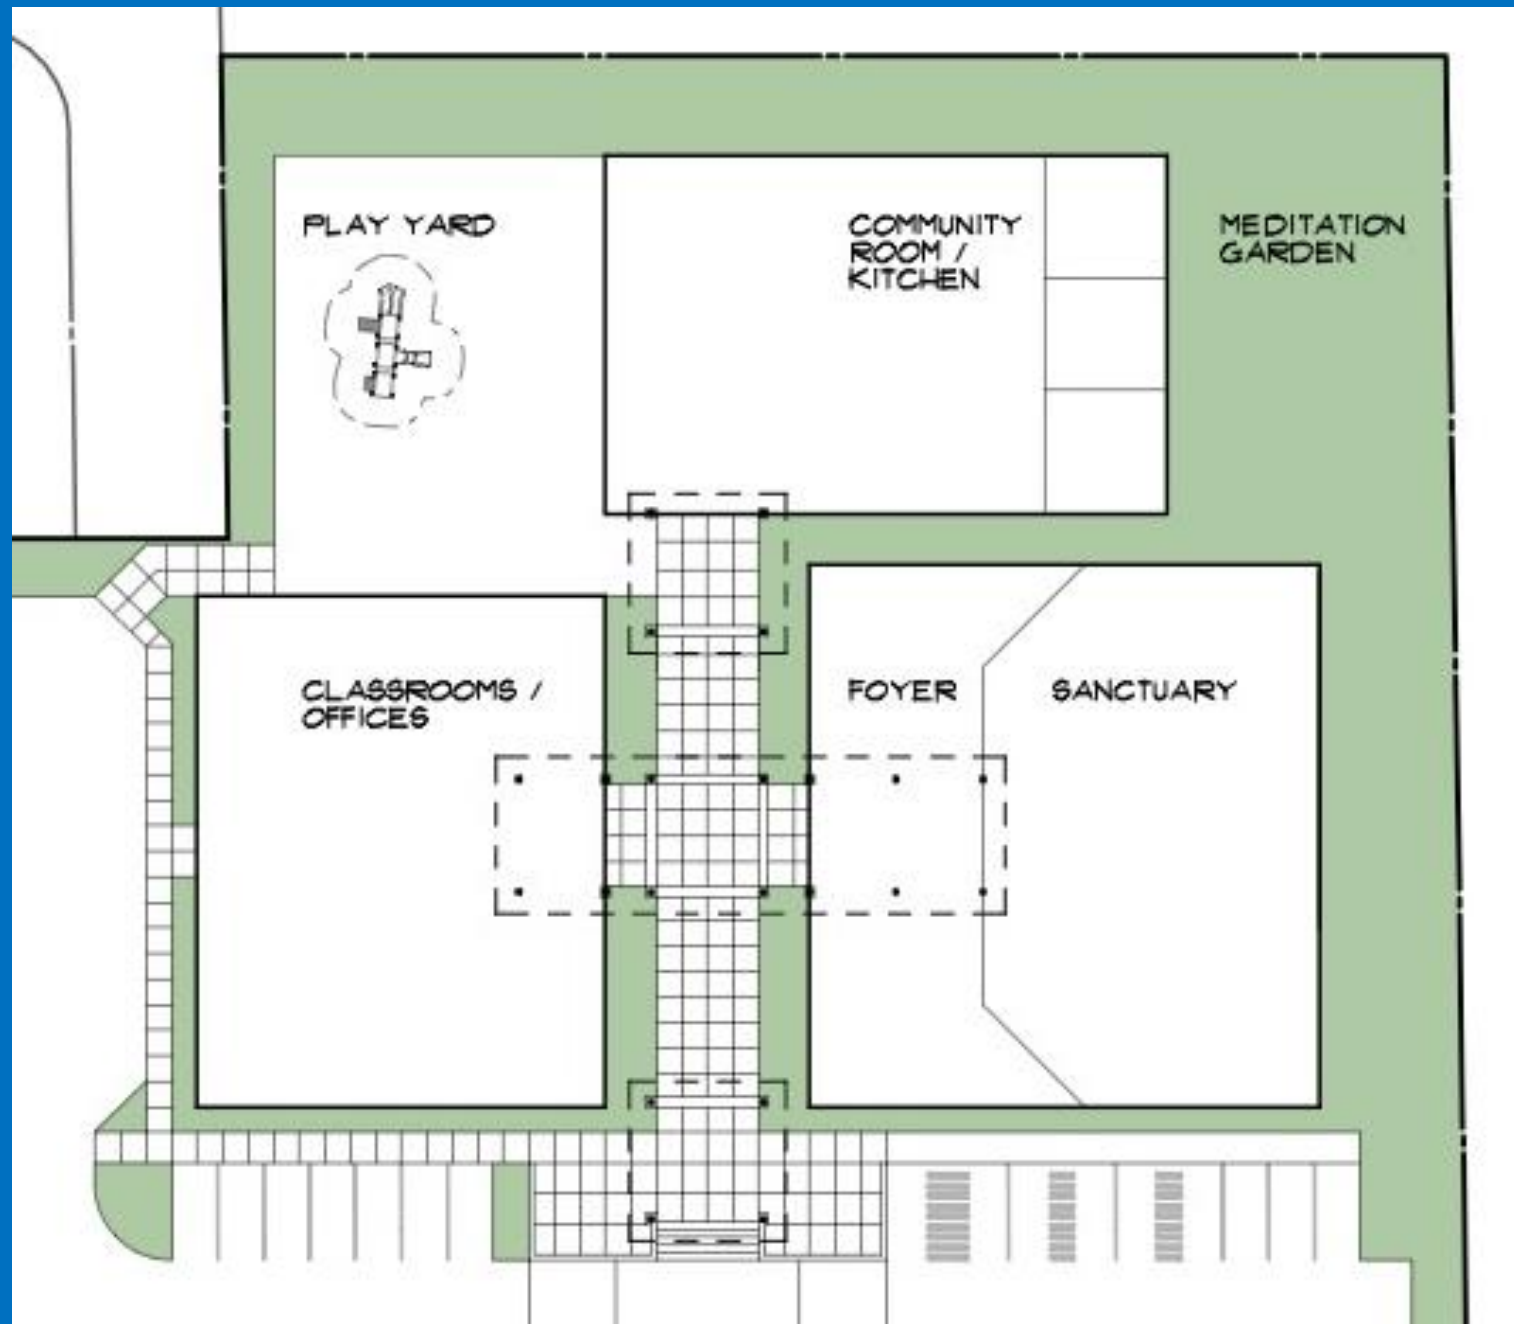 PLAY YARD
COMMUNITY
ROOM /
KITCHEN
MEDITATION
GARDEN
CLASSROOMS /
OFFICES
FOYER
SANCTUARY